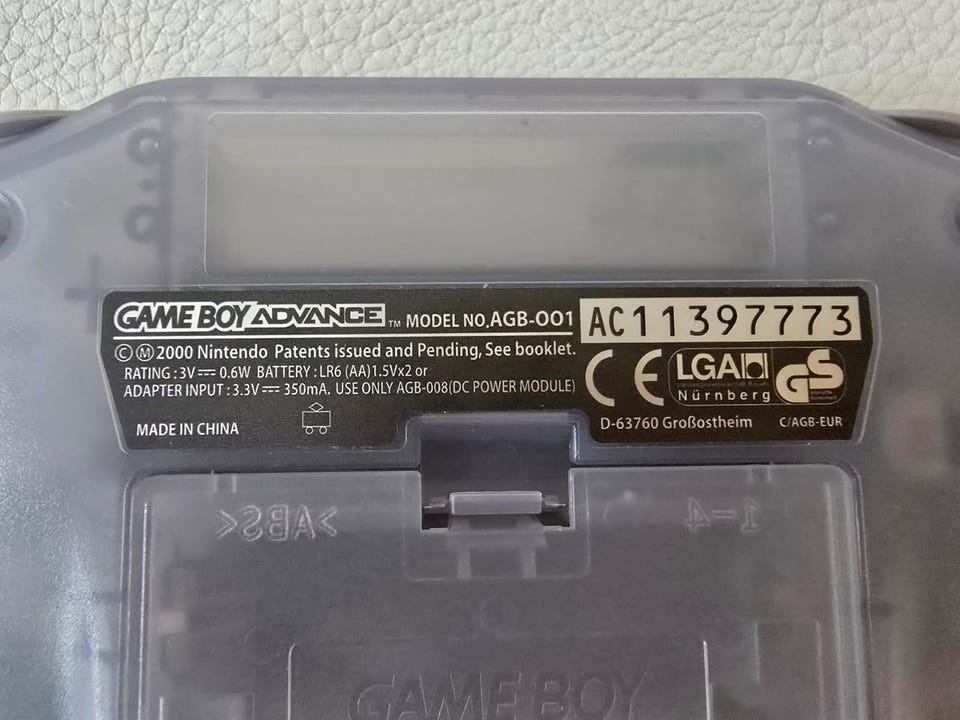 GAME BOY ADVANCE ™ MODEL NO.AGB-001 AC11397773
© Ⓜ 2000 Nintendo Patents issued and Pending, See booklet.
RATING : 3V⎓ 0.6W BATTERY : LR6 (AA)1.5Vx2 or
ADAPTER INPUT : 3.3V⎓ 350mA. USE ONLY AGB-008(DC POWER MODULE)
MADE IN CHINA
CE
LGA
Nürnberg
GS
D-63760 Großostheim C/AGB-EUR
>ABS<
1-4
GAME BOY